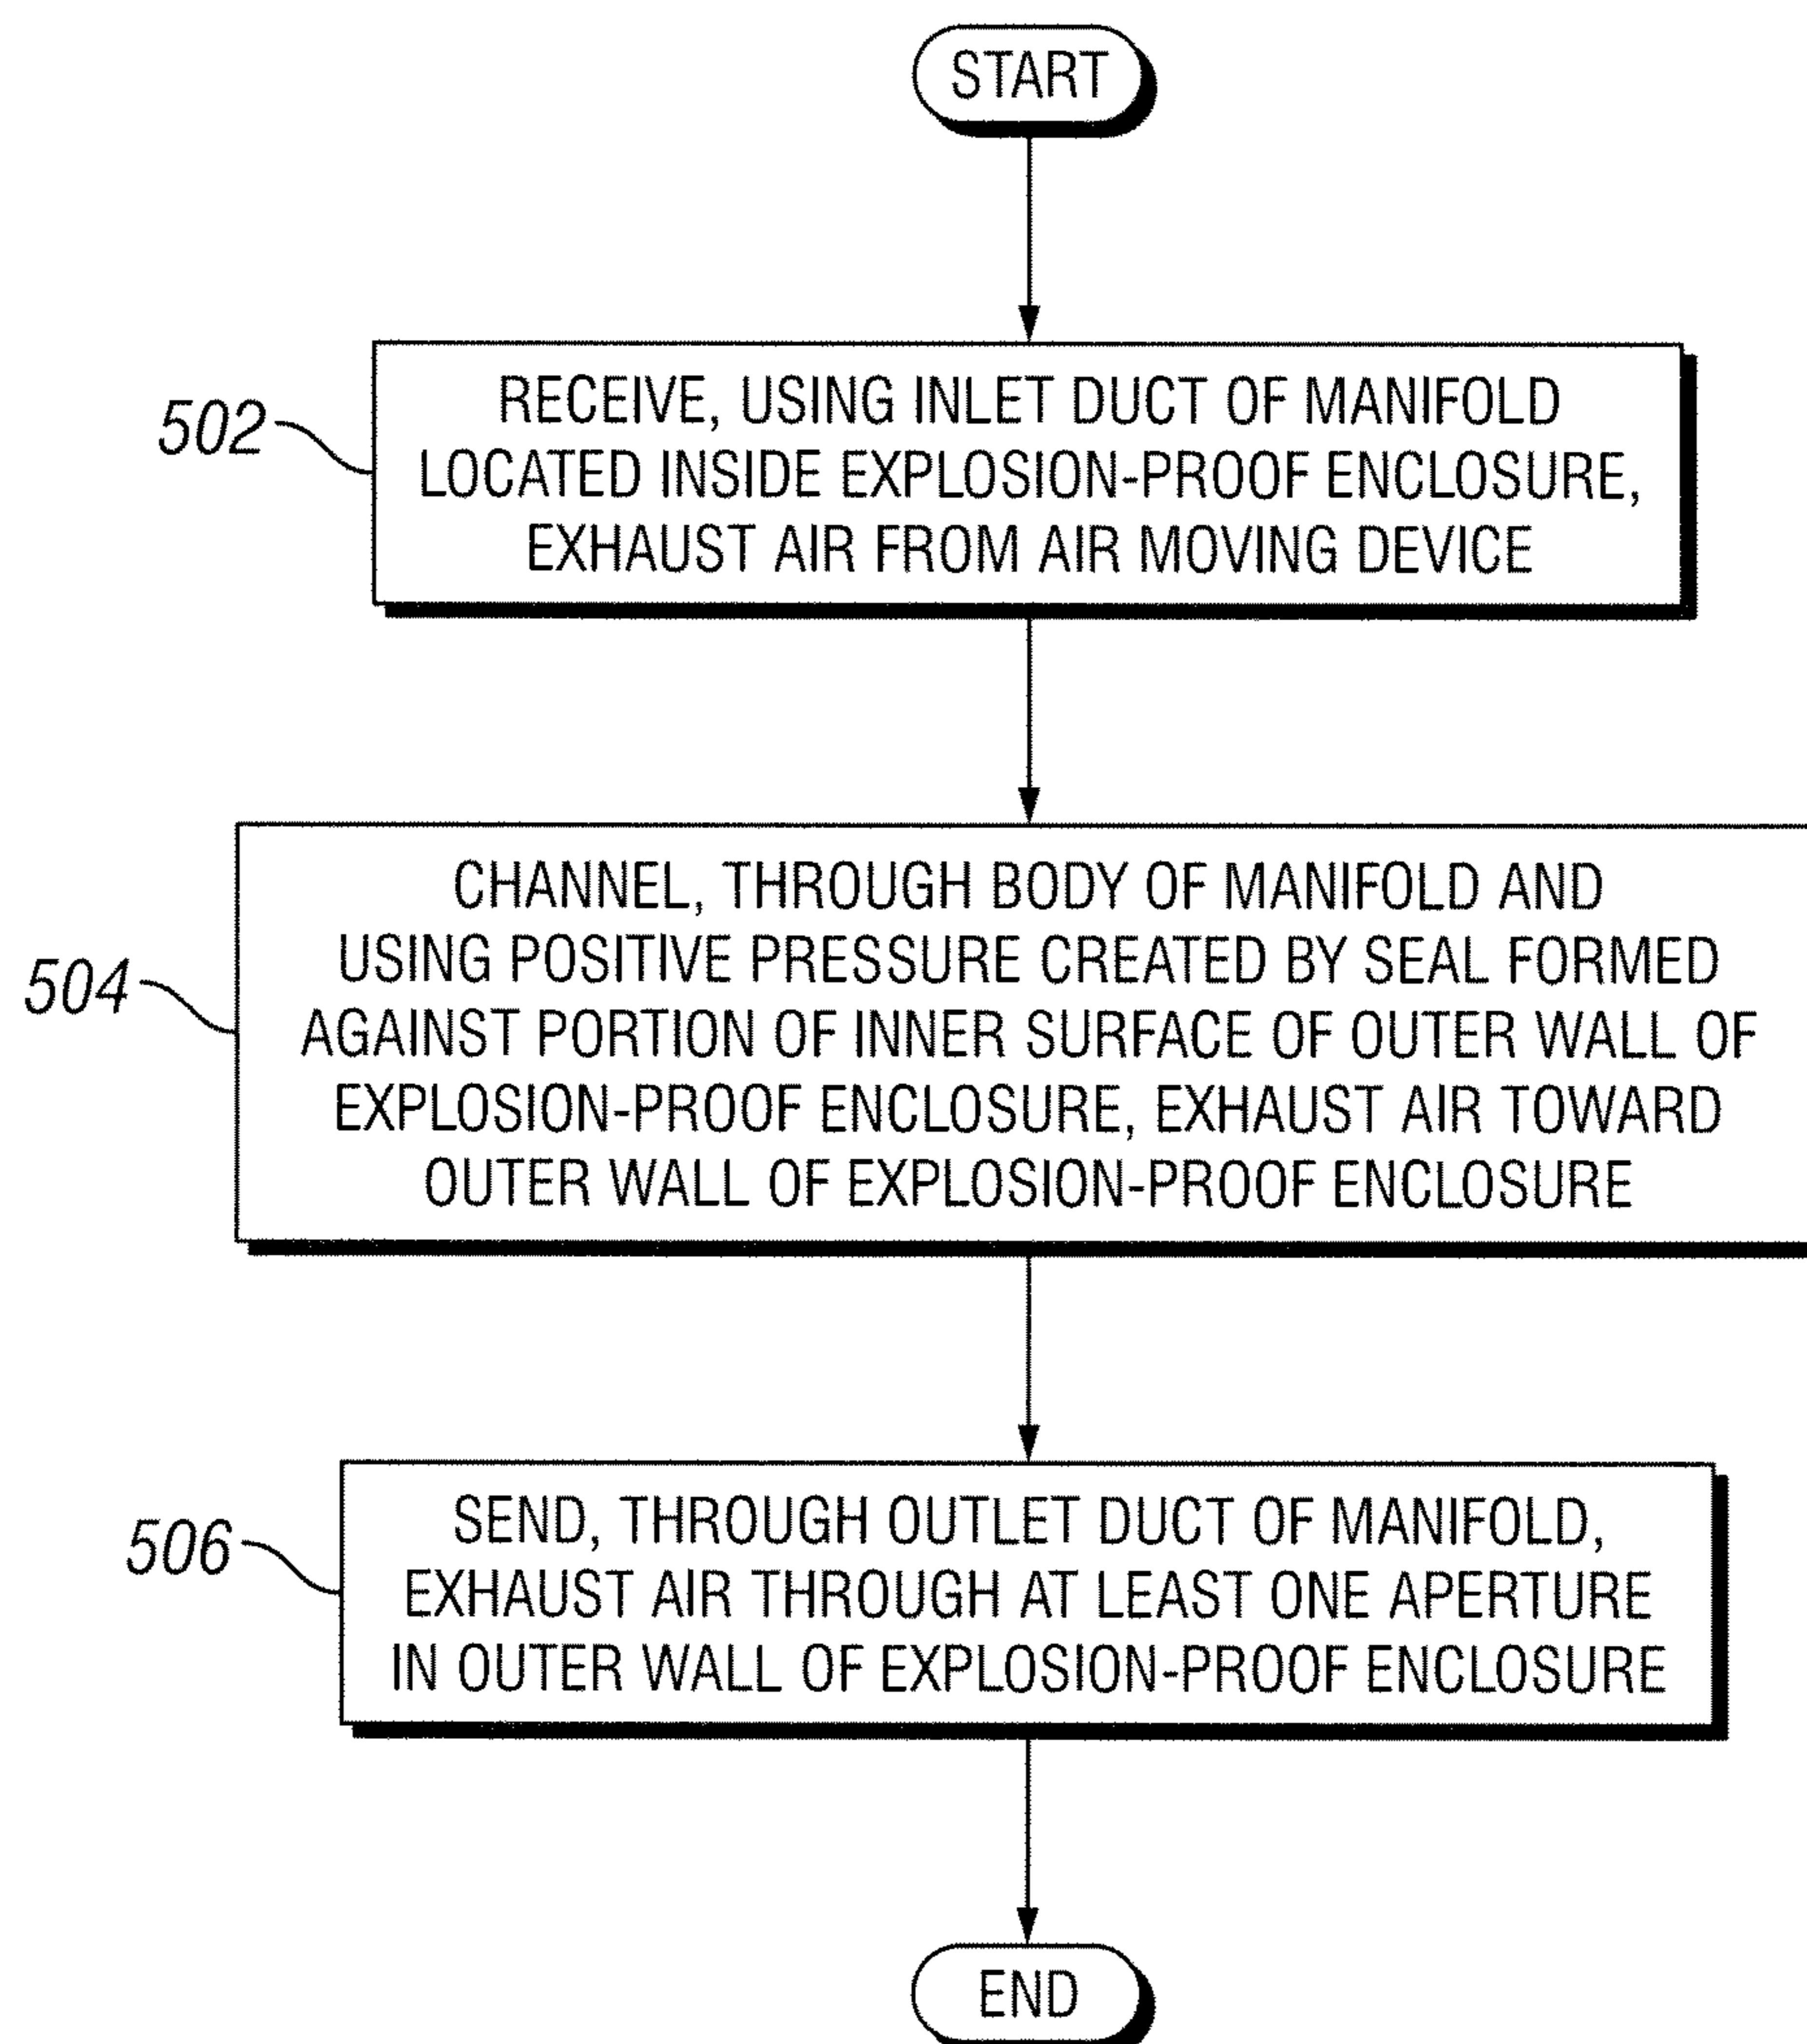 START
502
RECEIVE, USING INLET DUCT OF MANIFOLD
LOCATED INSIDE EXPLOSION-PROOF ENCLOSURE,
EXHAUST AIR FROM AIR MOVING DEVICE
504
CHANNEL, THROUGH BODY OF MANIFOLD AND
USING POSITIVE PRESSURE CREATED BY SEAL FORMED
AGAINST PORTION OF INNER SURFACE OF OUTER WALL OF
EXPLOSION-PROOF ENCLOSURE, EXHAUST AIR TOWARD
OUTER WALL OF EXPLOSION-PROOF ENCLOSURE
506
SEND, THROUGH OUTLET DUCT OF MANIFOLD,
EXHAUST AIR THROUGH AT LEAST ONE APERTURE
IN OUTER WALL OF EXPLOSION-PROOF ENCLOSURE
END